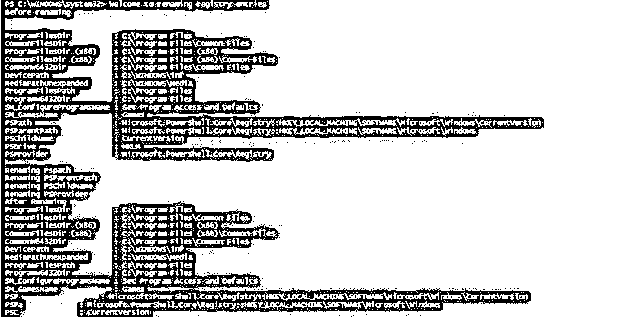 PS C:\WINDOWS\system32> Welcome to renaming registry entries
Before renaming
ProgramFilesDir : C:\Program Files
CommonFilesDir : C:\Program Files\Common Files
ProgramFilesDir (x86) : C:\Program Files (x86)
CommonFilesDir (x86) : C:\Program Files (x86)\Common Files
CommonW6432Dir : C:\Program Files\Common Files
DevicePath : C:\WINDOWS\inf
MediaPathUnexpanded : C:\WINDOWS\Media
ProgramFilesPath : C:\Program Files
ProgramW6432Dir : C:\Program Files
SM_ConfigureProgramsName : Set Program Access and Defaults
SM_GamesName : Games
PSPath : Microsoft.PowerShell.Core\Registry::HKEY_LOCAL_MACHINE\SOFTWARE\Microsoft\Windows\CurrentVersion
PSParentPath : Microsoft.PowerShell.Core\Registry::HKEY_LOCAL_MACHINE\SOFTWARE\Microsoft\Windows
PSChildName : CurrentVersion
PSDrive : HKLM
PSProvider : Microsoft.PowerShell.Core\Registry
Renaming Pspath
Renaming PSParentPath
Renaming PSChildName
Renaming PSProvider
After Renaming
ProgramFilesDir : C:\Program Files
CommonFilesDir : C:\Program Files\Common Files
ProgramFilesDir (x86) : C:\Program Files (x86)
CommonFilesDir (x86) : C:\Program Files (x86)\Common Files
CommonW6432Dir : C:\Program Files\Common Files
DevicePath : C:\WINDOWS\inf
MediaPathUnexpanded : C:\WINDOWS\Media
ProgramFilesPath : C:\Program Files
ProgramW6432Dir : C:\Program Files
SM_ConfigureProgramsName : Set Program Access and Defaults
SM_GamesName : Games
PSP : Microsoft.PowerShell.Core\Registry::HKEY_LOCAL_MACHINE\SOFTWARE\Microsoft\Windows\CurrentVersion
PSPa : Microsoft.PowerShell.Core\Registry::HKEY_LOCAL_MACHINE\SOFTWARE\Microsoft\Windows
PSC : CurrentVersion